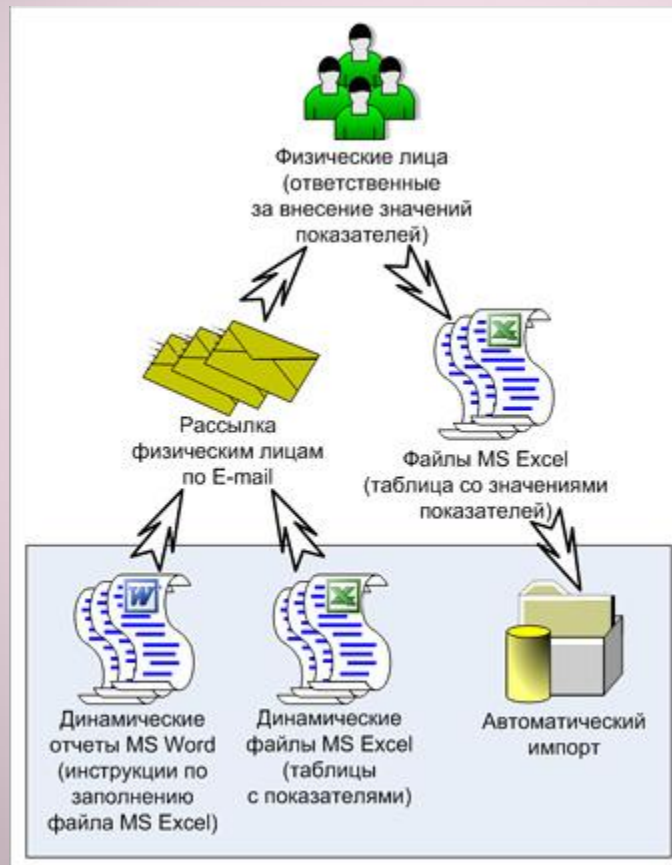 Физические лица
(ответственные
за внесение значений
показателей)
Рассылка
физическим лицам
по E-mail
Файлы MS Excel
(таблица со значениями
показателей)
W
X
X
Динамические
отчеты MS Word
(инструкции по
заполнению
файла MS Excel)
Динамические
файлы MS Excel
(таблицы
с показателями)
Автоматический
импорт